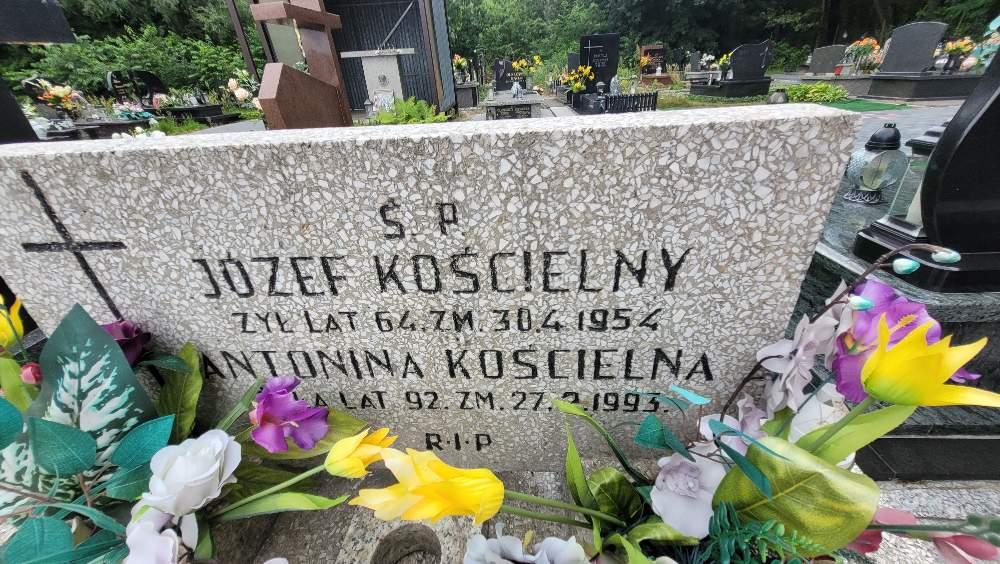 Ś. P.
JÓZEF KOŚCIELNY
ŻYŁ LAT 64. ZM. 30.4 1954
ANTONINA KOŚCIELNA
LAT 92. ZM. 27. 1993.
R.I.P